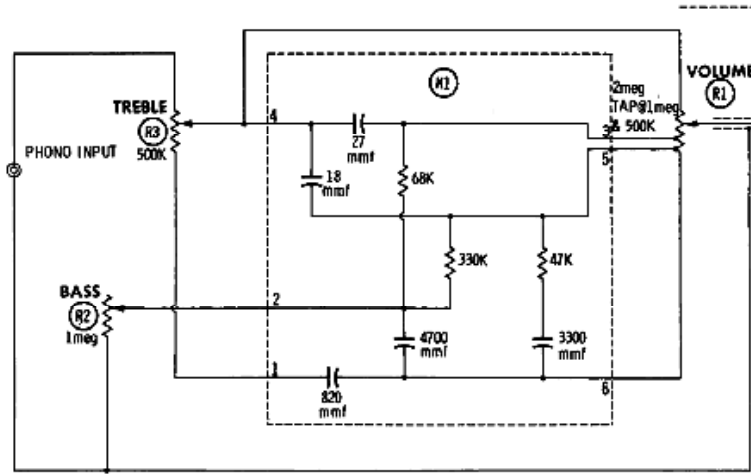 M1
VOLUME
R1
2meg
TAP@1meg
& 500K
TREBLE
R3
500K
4
27
mmf
3
5
PHONO INPUT
18
mmf
68K
330K
47K
BASS
R2
1meg
2
4700
mmf
3300
mmf
1
820
mmf
6